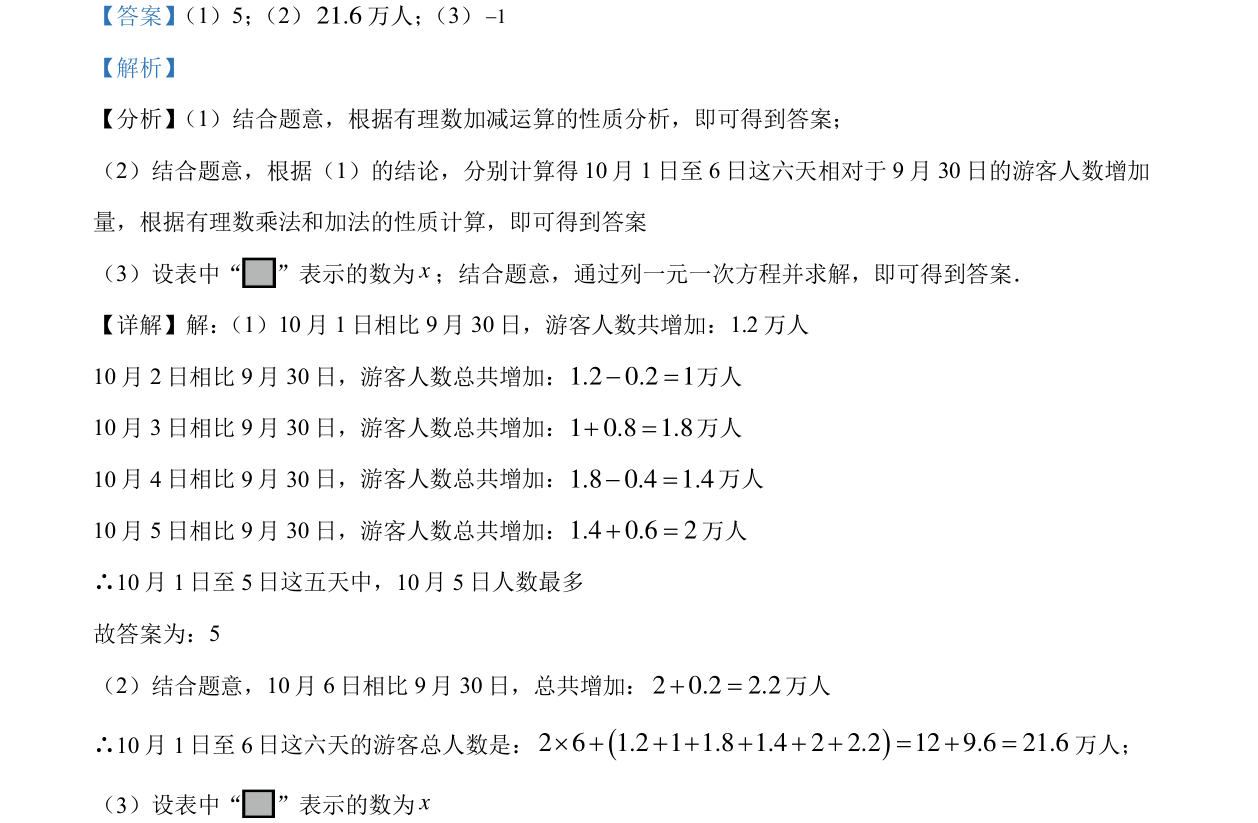 【答案】（1）5；（2）21.6 万人；（3）−1
【解析】
【分析】（1）结合题意，根据有理数加减运算的性质分析，即可得到答案；
（2）结合题意，根据（1）的结论，分别计算得 10 月 1 日至 6 日这六天相对于 9 月 30 日的游客人数增加
量，根据有理数乘法和加法的性质计算，即可得到答案
（3）设表中“ ”表示的数为 x；结合题意，通过列一元一次方程并求解，即可得到答案．
【详解】解：（1）10 月 1 日相比 9 月 30 日，游客人数共增加：1.2 万人
10 月 2 日相比 9 月 30 日，游客人数总共增加：1.2−0.2=1万人
10 月 3 日相比 9 月 30 日，游客人数总共增加：1+0.8=1.8万人
10 月 4 日相比 9 月 30 日，游客人数总共增加：1.8−0.4=1.4万人
10 月 5 日相比 9 月 30 日，游客人数总共增加：1.4+0.6=2万人
∴10 月 1 日至 5 日这五天中，10 月 5 日人数最多
故答案为：5
（2）结合题意，10 月 6 日相比 9 月 30 日，总共增加：2+0.2=2.2万人
∴10 月 1 日至 6 日这六天的游客总人数是：2×6+(1.2+1+1.8+1.4+2+2.2)=12+9.6=21.6 万人；
（3）设表中“ ”表示的数为 x